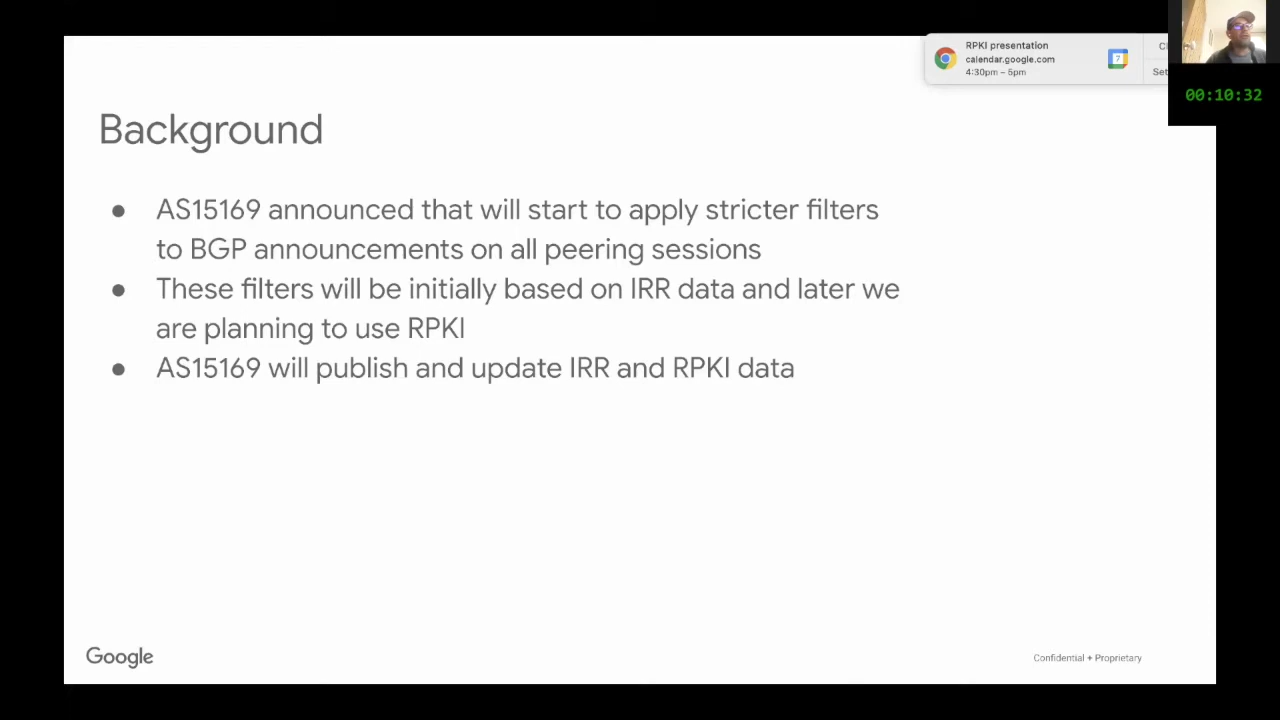 RPKI presentation
calendar.google.com
4:30pm – 5pm
7
00:10:32
Background
● AS15169 announced that will start to apply stricter filters
to BGP announcements on all peering sessions
● These filters will be initially based on IRR data and later we
are planning to use RPKI
● AS15169 will publish and update IRR and RPKI data
Google
Confidential + Proprietary